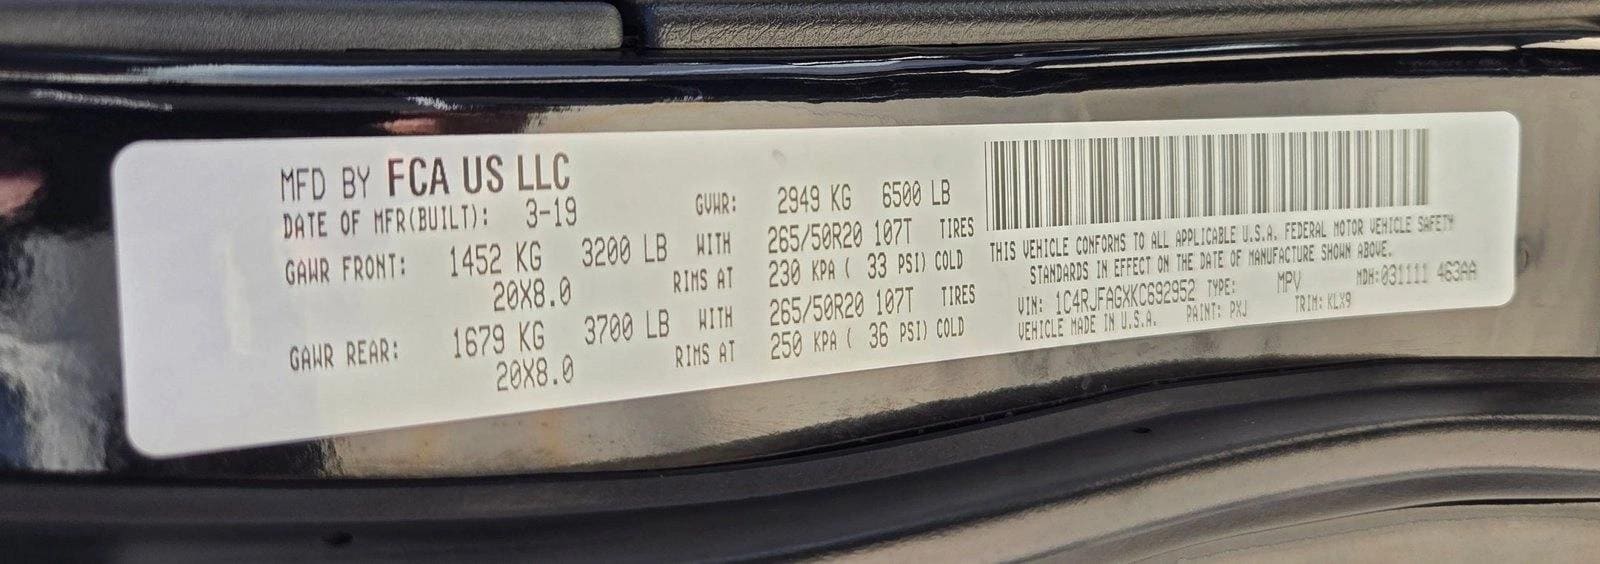 MFD BY FCA US LLC
DATE OF MFR(BUILT): 3-19
GVWR: 2949 KG 6500 LB
GAWR FRONT: 1452 KG 3200 LB WITH 265/50R20 107T TIRES
20X8.0 RIMS AT 230 KPA ( 33 PSI) COLD
GAWR REAR: 1679 KG 3700 LB WITH 265/50R20 107T TIRES
20X8.0 RIMS AT 250 KPA ( 36 PSI) COLD
THIS VEHICLE CONFORMS TO ALL APPLICABLE U.S.A. FEDERAL MOTOR VEHICLE SAFETY
STANDARDS IN EFFECT ON THE DATE OF MANUFACTURE SHOWN ABOVE.
VIN: 1C4RJFAGXKC692952 TYPE: MPV MDH:031111 463AA
VEHICLE MADE IN U.S.A. PAINT: PXJ TRIM: KLX9